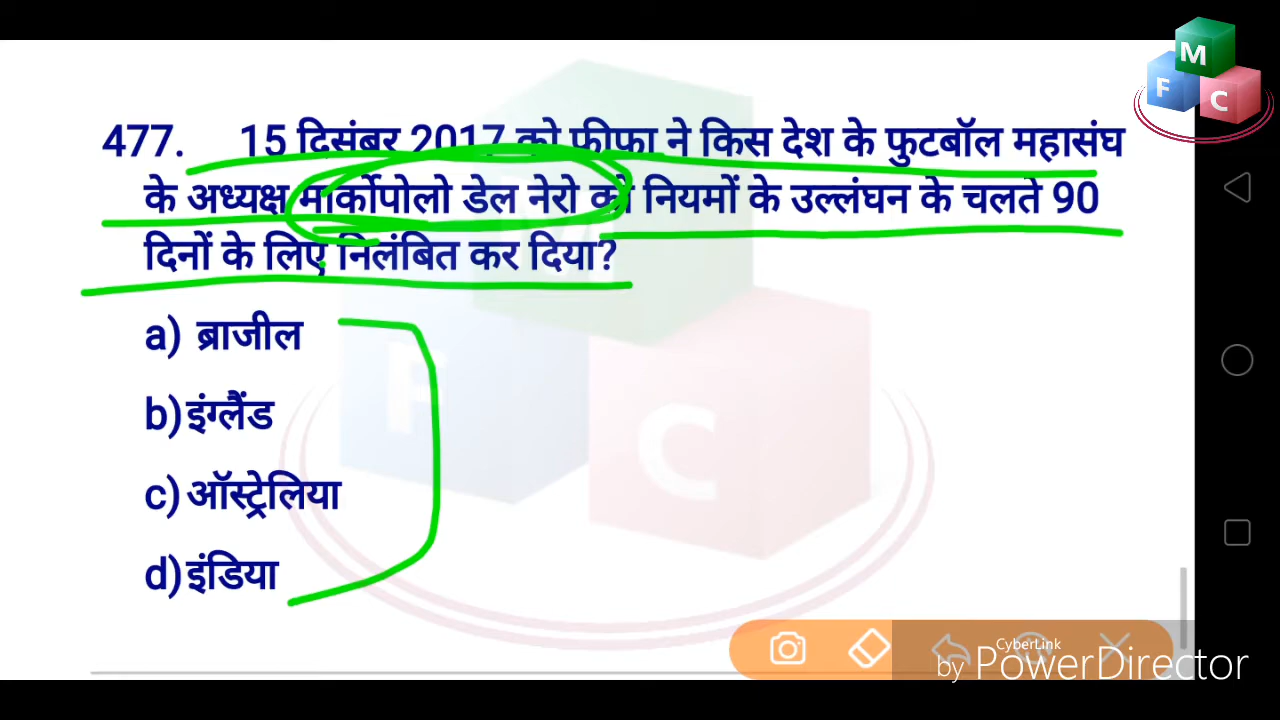 M
F
C
477. 15 दिसंबर 2017 को फीफा ने किस देश के फुटबॉल महासंघ
के अध्यक्ष मार्कोपोलो डेल नेरो को नियमों के उल्लंघन के चलते 90
दिनों के लिए निलंबित कर दिया?
a) ब्राजील
b)इंग्लैंड
c)ऑस्ट्रेलिया
d)इंडिया
M
F
C
CyberLink
by PowerDirector